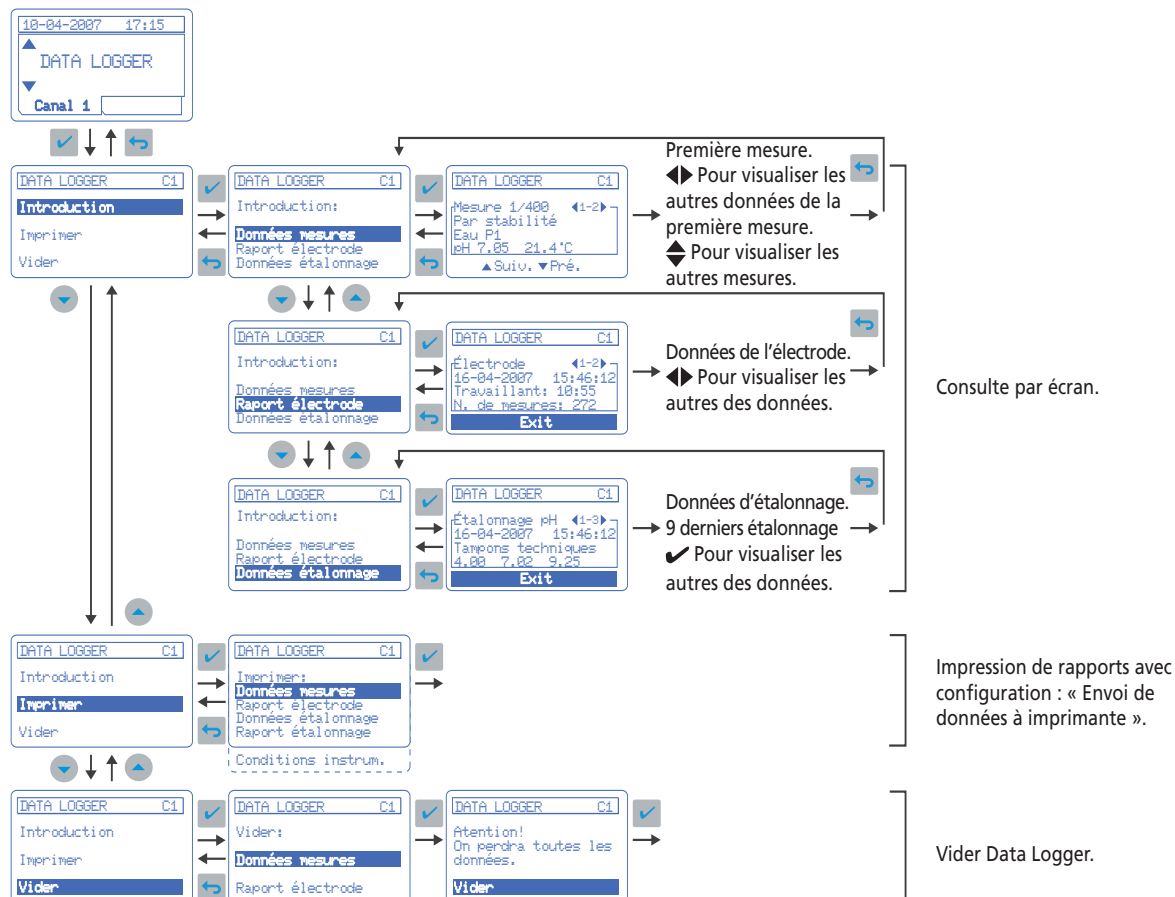 10-04-2007 17:15
DATA LOGGER
Canal 1
DATA LOGGER C1
Introduction
Imprimer
Vider
DATA LOGGER C1
Introduction:
Données mesures
Raport électrode
Données étalonnage
DATA LOGGER C1
Mesure 1/400 ◀1-2▶
Par stabilité
Eau P1
pH 7.05 21.4°C
▲Suiv. ▼Pré.
Première mesure.
◀▶ Pour visualiser les
autres données de la
première mesure.
▲▼ Pour visualiser les
autres mesures.
DATA LOGGER C1
Introduction:
Données mesures
Raport électrode
Données étalonnage
DATA LOGGER C1
Électrode ◀1-2▶
16-04-2007 15:46:12
Travaillant: 10:55
N. de mesures: 272
Exit
Données de l'électrode.
◀▶ Pour visualiser les
autres des données.
Consulte par écran.
DATA LOGGER C1
Introduction:
Données mesures
Raport électrode
Données étalonnage
DATA LOGGER C1
Étalonnage pH ◀1-3▶
16-04-2007 15:46:12
Tampons techniques
4.00 7.02 9.25
Exit
Données d'étalonnage.
9 derniers étalonnage
✔ Pour visualiser les
autres des données.
DATA LOGGER C1
Introduction
Imprimer
Vider
DATA LOGGER C1
Imprimer:
Données mesures
Raport électrode
Données étalonnage
Raport étalonnage
Conditions instrum.
Impression de rapports avec
configuration : « Envoi de
données à imprimante ».
DATA LOGGER C1
Introduction
Imprimer
Vider
DATA LOGGER C1
Vider:
Données mesures
Raport électrode
DATA LOGGER C1
Atention!
On perdra toutes les
données.
Vider
Vider Data Logger.